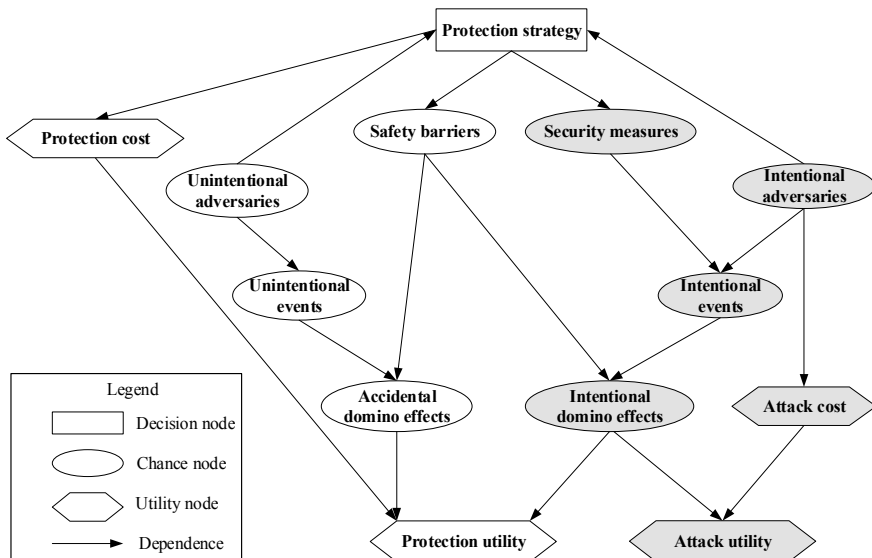 Protection strategy
Protection cost
Safety barriers
Security measures
Unintentional
adversaries
Intentional
adversaries
Unintentional
events
Intentional
events
Accidental
domino effects
Intentional
domino effects
Attack cost
Protection utility
Attack utility
Legend
Decision node
Chance node
Utility node
Dependence